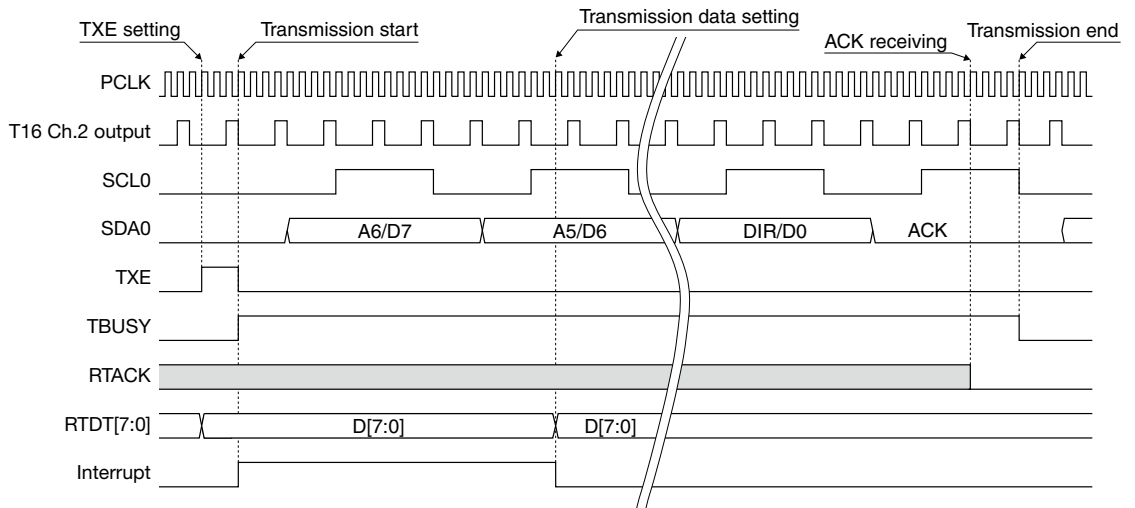 TXE setting
Transmission start
Transmission data setting
ACK receiving
Transmission end
PCLK
T16 Ch.2 output
SCL0
SDA0
A6/D7
A5/D6
DIR/D0
ACK
TXE
TBUSY
RTACK
RTDT[7:0]
D[7:0]
D[7:0]
Interrupt